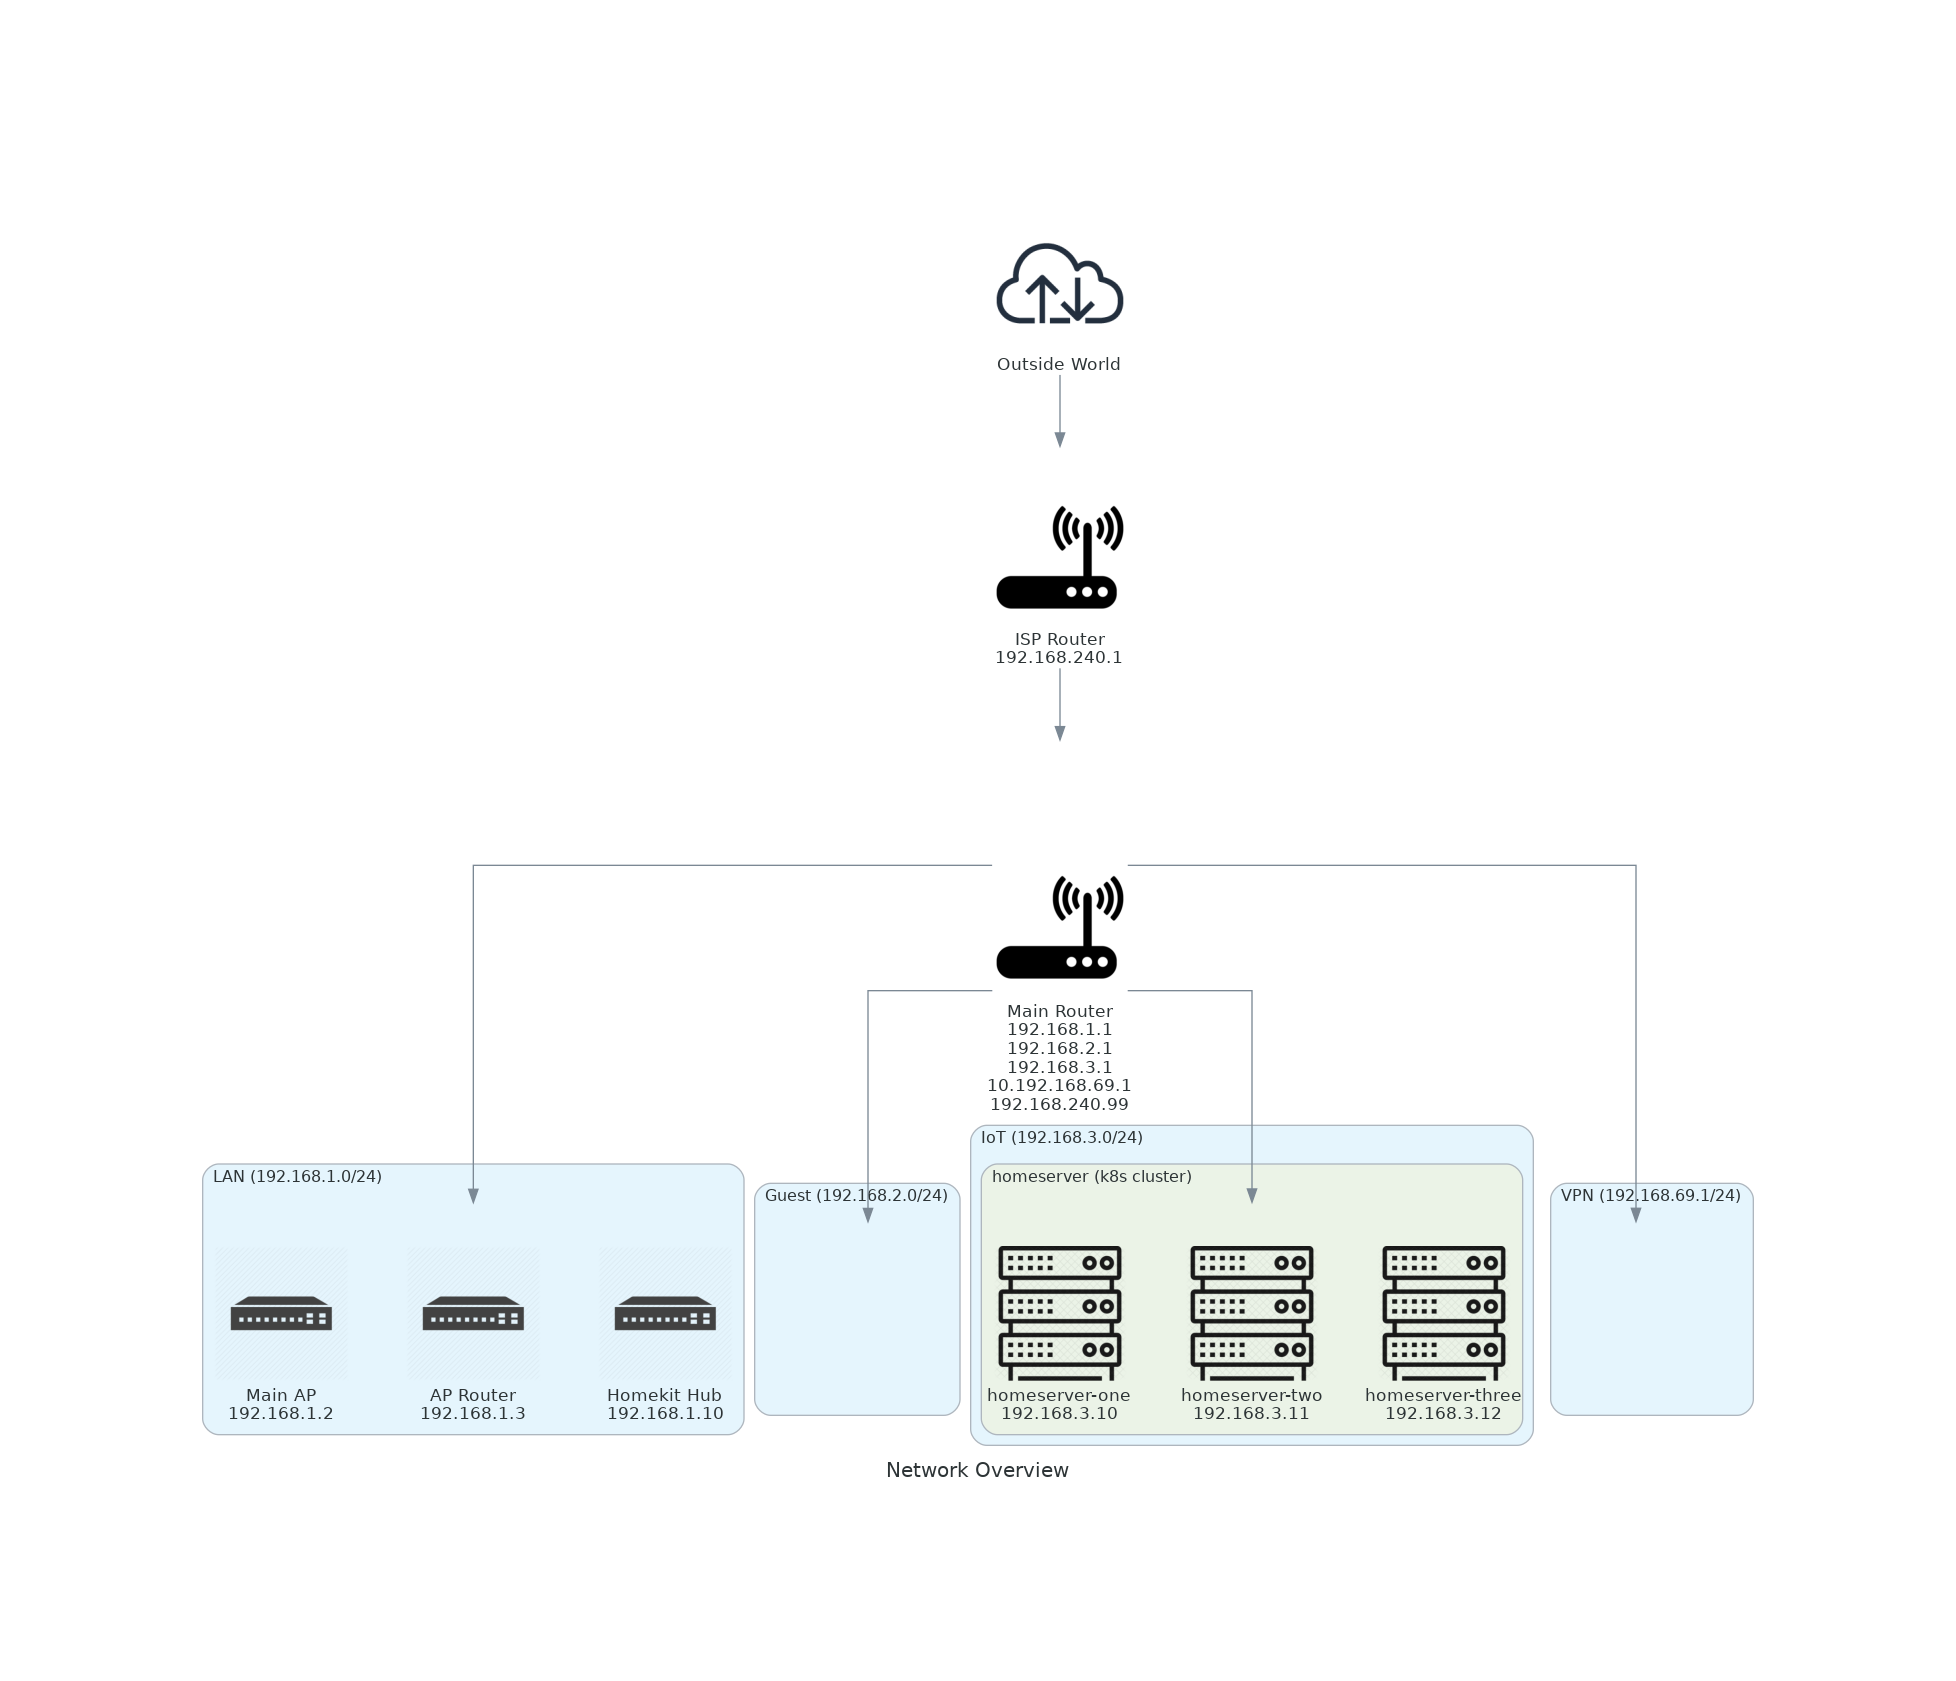 Outside World
ISP Router
192.168.240.1
Main Router
192.168.1.1
192.168.2.1
192.168.3.1
10.192.168.69.1
192.168.240.99
LAN (192.168.1.0/24)
Main AP
192.168.1.2
AP Router
192.168.1.3
Homekit Hub
192.168.1.10
Guest (192.168.2.0/24)
IoT (192.168.3.0/24)
homeserver (k8s cluster)
homeserver-one
192.168.3.10
homeserver-two
192.168.3.11
homeserver-three
192.168.3.12
VPN (192.168.69.1/24)
Network Overview